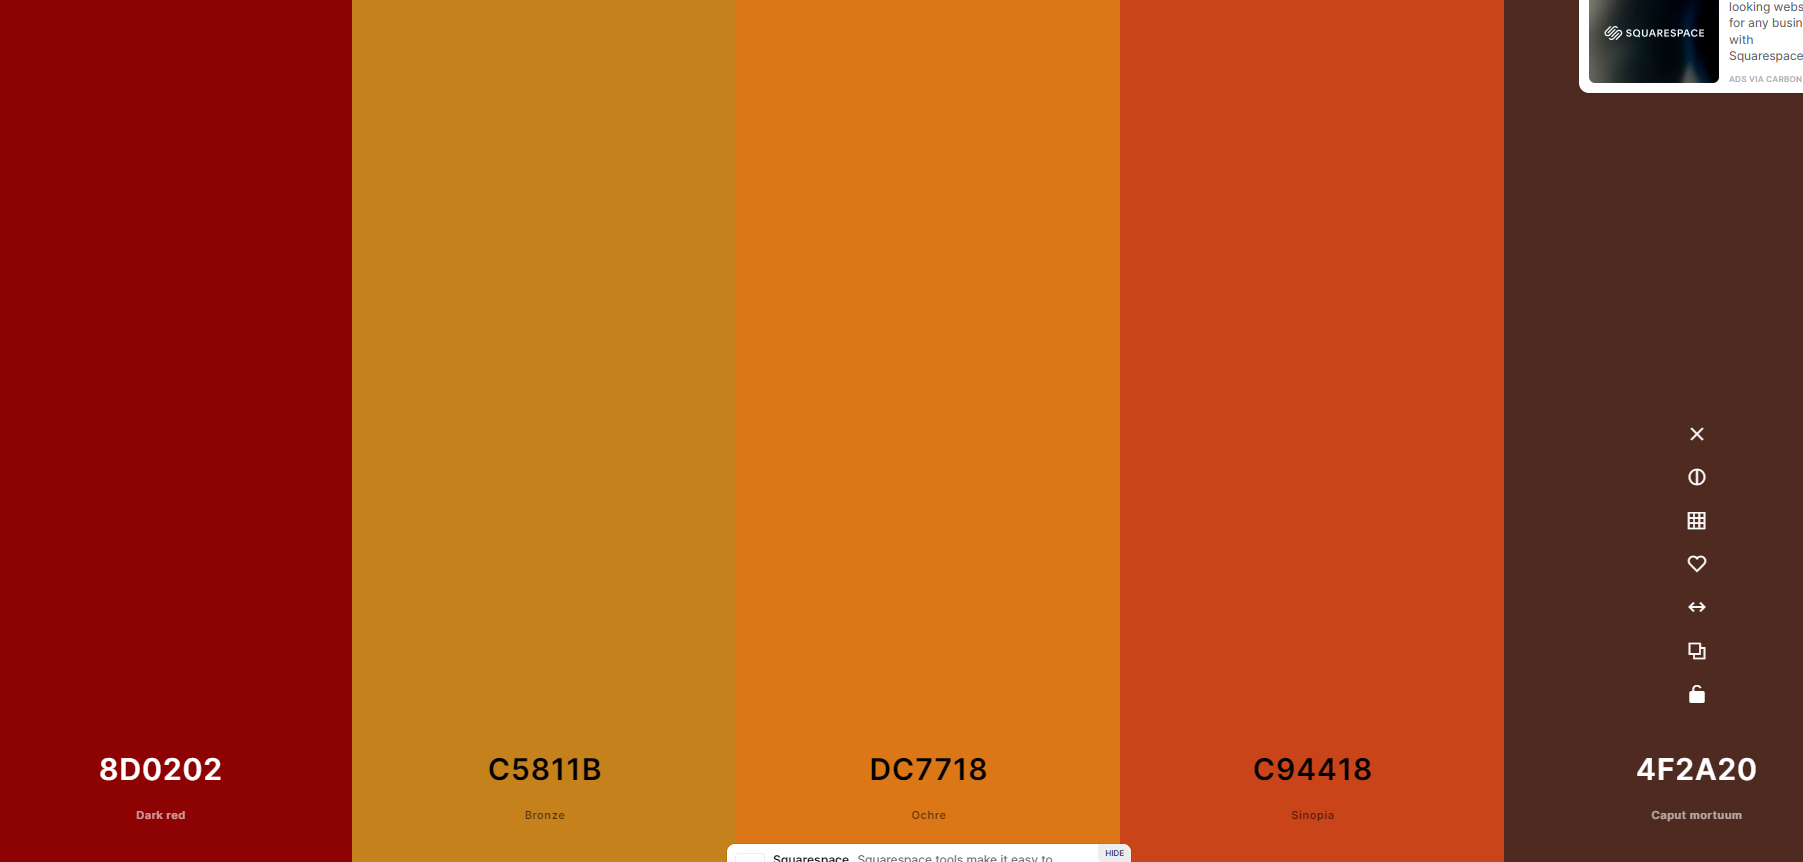 looking webs
for any busin
with
Squarespace
ADS VIA CARBON
SQUARESPACE
8D0202
C5811B
DC7718
C94418
4F2A20
Dark red
Bronze
Ochre
Sinopia
Caput mortuum
HIDE
Squarespace Squarespace tools make it easy to